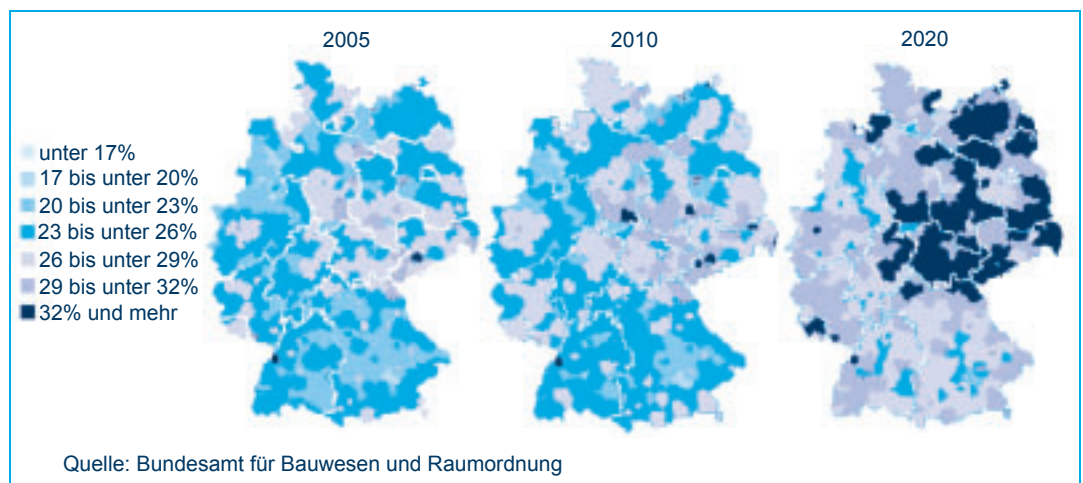 2005
2010
2020
unter 17%
17 bis unter 20%
20 bis unter 23%
23 bis unter 26%
26 bis unter 29%
29 bis unter 32%
32% und mehr
Quelle: Bundesamt für Bauwesen und Raumordnung